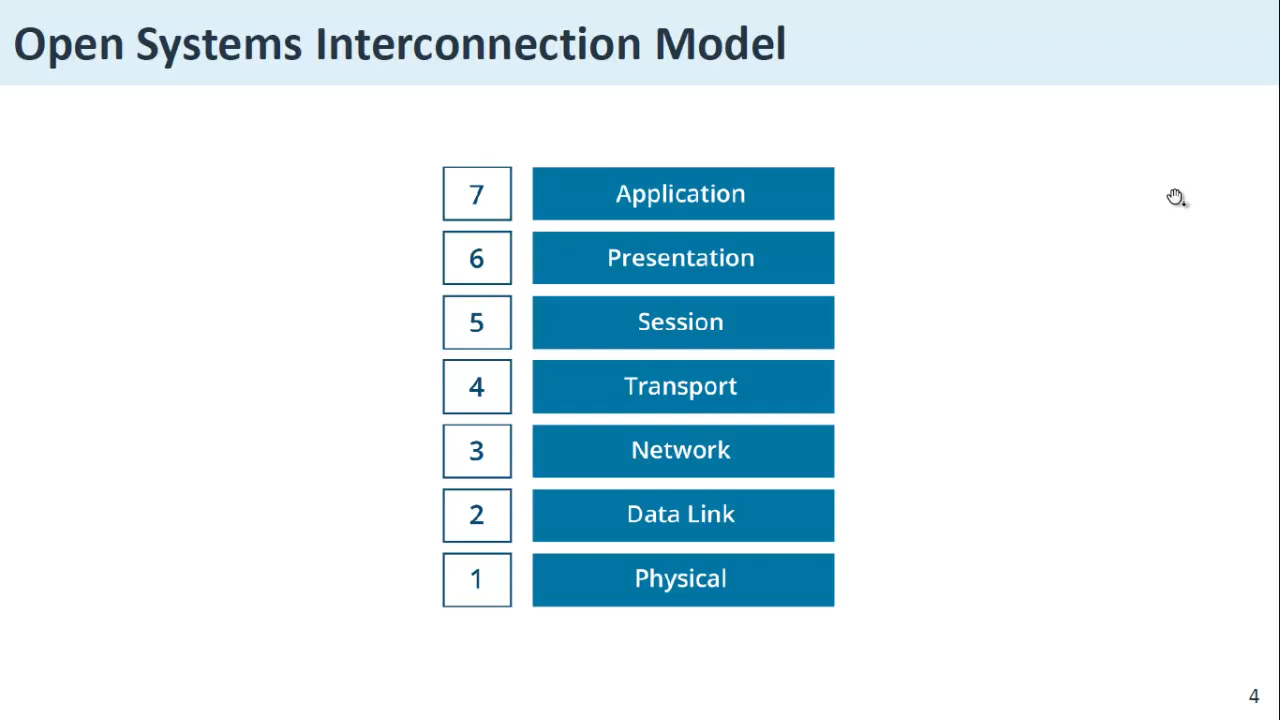 Open Systems Interconnection Model
7 Application
6 Presentation
5 Session
4 Transport
3 Network
2 Data Link
1 Physical
4